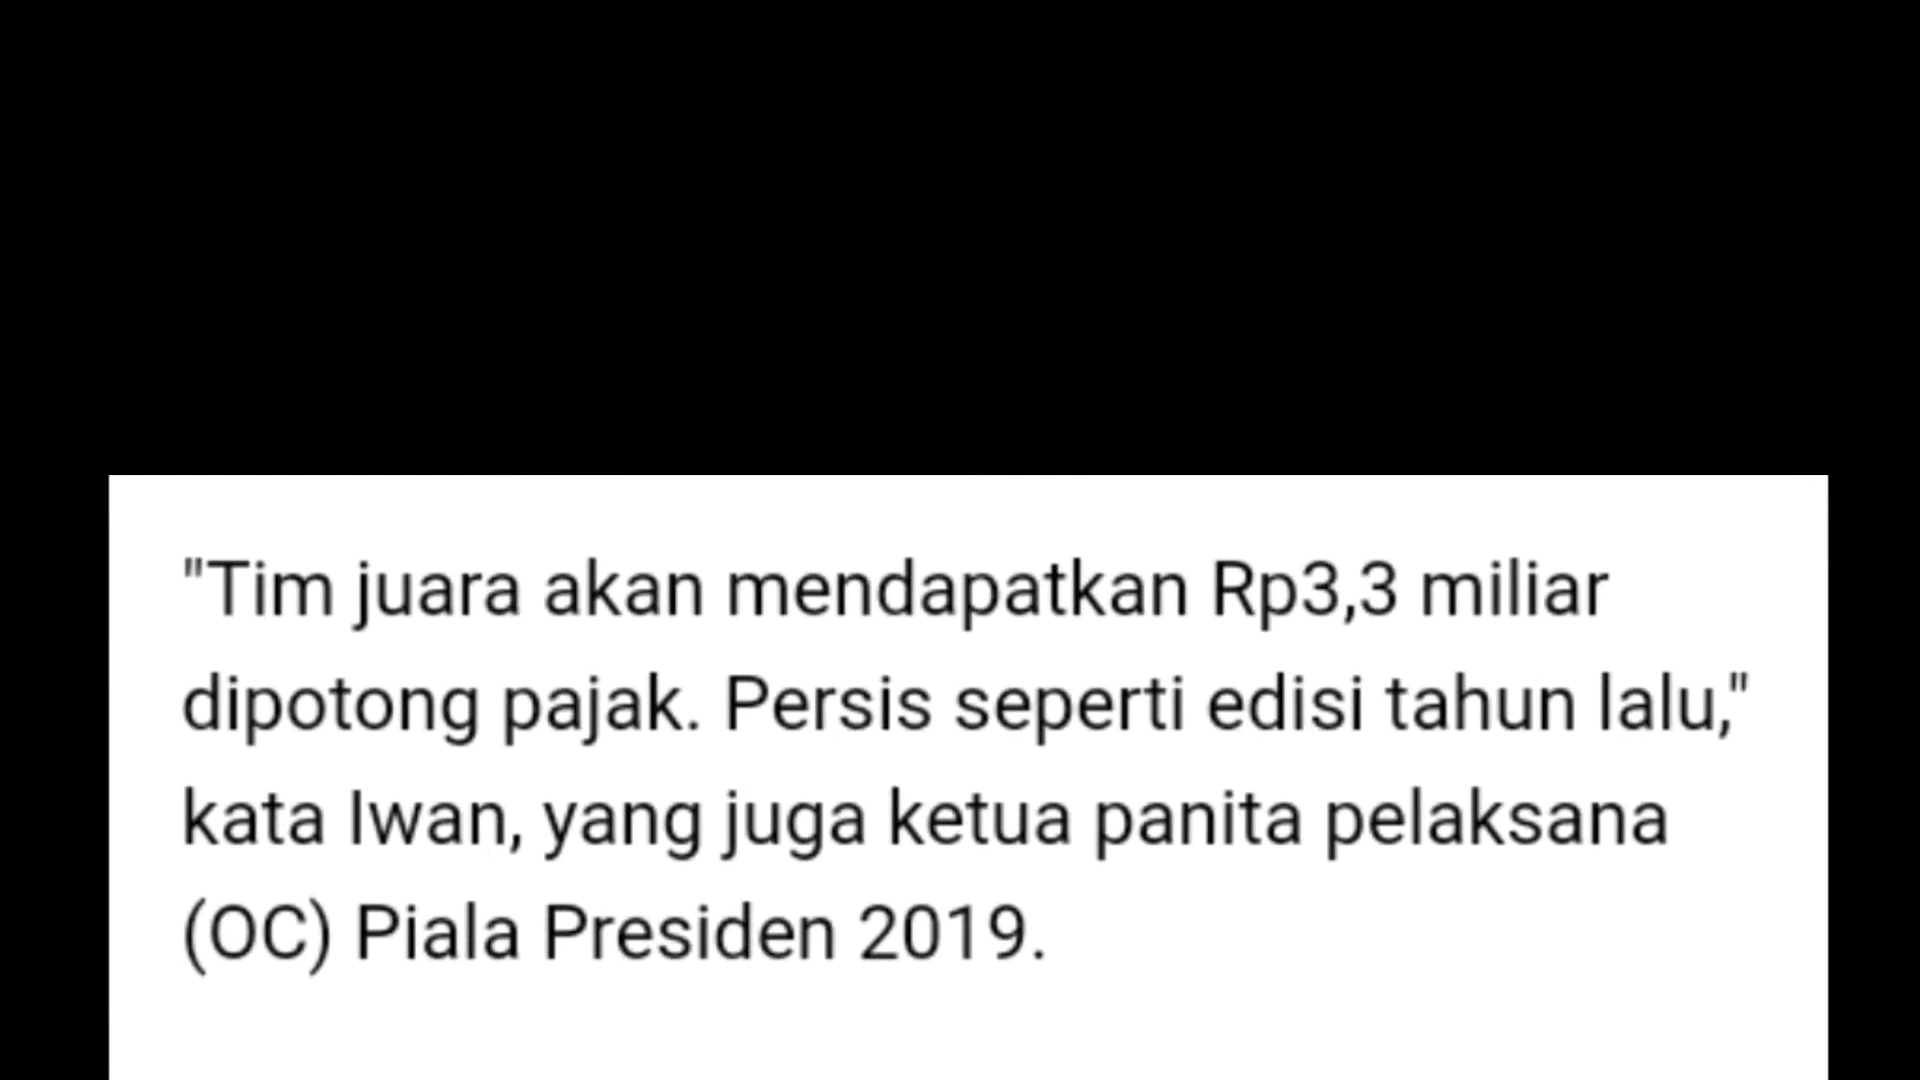 "Tim juara akan mendapatkan Rp3,3 miliar
dipotong pajak. Persis seperti edisi tahun lalu,"
kata Iwan, yang juga ketua panita pelaksana
(OC) Piala Presiden 2019.